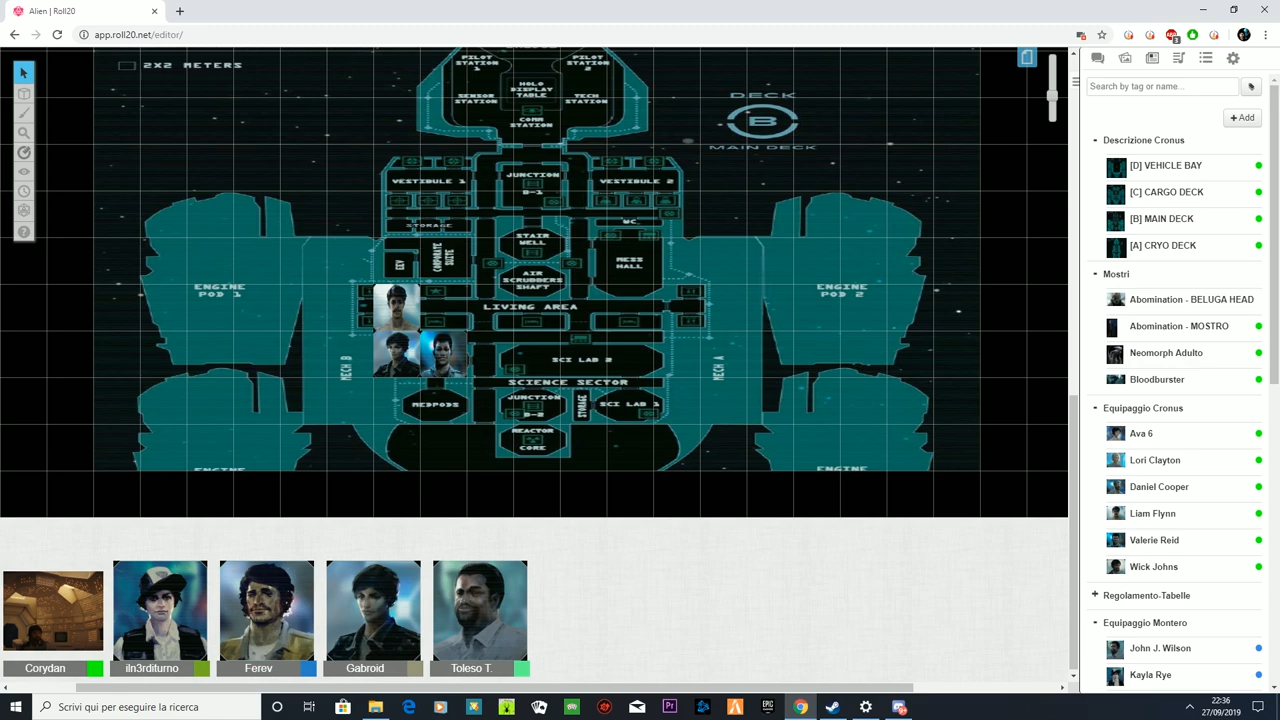 Alien | Roll20
app.roll20.net/editor/
2X2 METERS
PILOT STATION 1
PILOT STATION 2
HOLO DISPLAY TABLE
SENSOR STATION
TECH STATION
COMM STATION
DECK
B
MAIN DECK
VESTIBULE 1
JUNCTION B-1
VESTIBULE 2
STORAGE
WC
STAIR WELL
EEV
CORPORATE SUITE
MESS HALL
AIR SCRUBBERS SHAFT
ENGINE POD 1
ENGINE POD 2
LIVING AREA
MECH B
SCI LAB 2
MECH A
SCIENCE SECTOR
MEDPODS
JUNCTION B-2
STORAGE
SCI LAB 1
REACTOR CORE
ENGINE
ENGINE
Corydan
iln3rditurno
Ferev
Gabroid
Toleso T.
Search by tag or name...
+ Add
Descrizione Cronus
[D] VEHICLE BAY
[C] CARGO DECK
[B] MAIN DECK
[A] CRYO DECK
Mostri
Abomination - BELUGA HEAD
Abomination - MOSTRO
Neomorph Adulto
Bloodburster
Equipaggio Cronus
Ava 6
Lori Clayton
Daniel Cooper
Liam Flynn
Valerie Reid
Wick Johns
Regolamento-Tabelle
Equipaggio Montero
John J. Wilson
Kayla Rye
Scrivi qui per eseguire la ricerca
22:36
27/09/2019